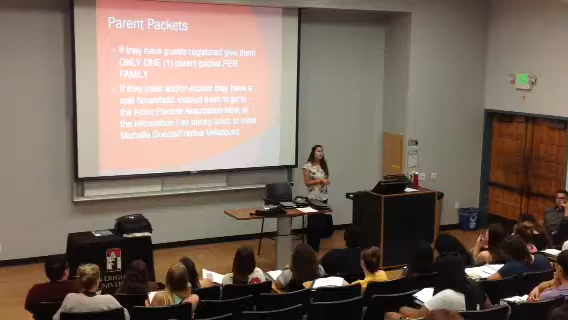 Parent Packets
If they have guests registered give them
ONLY ONE (1) parent packet PER
FAMILY
If they insist and/or explain they have a
split household, instruct them to go to
the Aztec Parents Association table at
the Information Fair during lunch to
Michelle